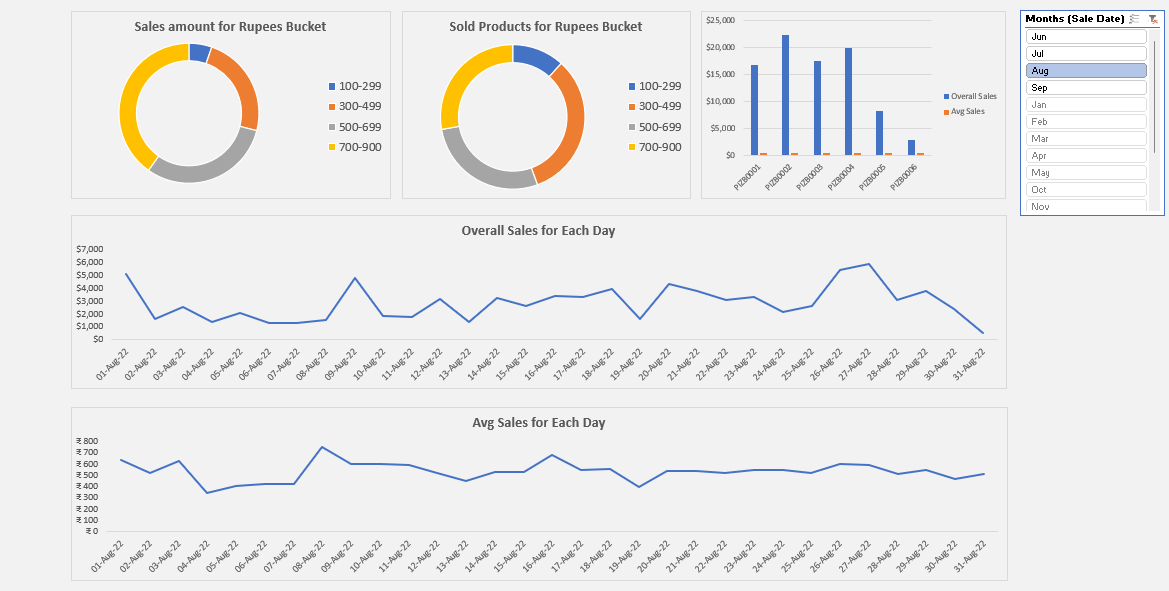 Sales amount for Rupees Bucket
100-299
300-499
500-699
700-900
Sold Products for Rupees Bucket
100-299
300-499
500-699
700-900
$25,000
$20,000
$15,000
$10,000
$5,000
$0
PIZB0001
PIZB0002
PIZB0003
PIZB0004
PIZB0005
PIZB0006
Overall Sales
Avg Sales
Months (Sale Date)
Jun
Jul
Aug
Sep
Jan
Feb
Mar
Apr
May
Oct
Nov
Overall Sales for Each Day
$7,000
$6,000
$5,000
$4,000
$3,000
$2,000
$1,000
$0
01-Aug-22
02-Aug-22
03-Aug-22
04-Aug-22
05-Aug-22
06-Aug-22
07-Aug-22
08-Aug-22
09-Aug-22
10-Aug-22
11-Aug-22
12-Aug-22
13-Aug-22
14-Aug-22
15-Aug-22
16-Aug-22
17-Aug-22
18-Aug-22
19-Aug-22
20-Aug-22
21-Aug-22
22-Aug-22
23-Aug-22
24-Aug-22
25-Aug-22
26-Aug-22
27-Aug-22
28-Aug-22
29-Aug-22
30-Aug-22
31-Aug-22
Avg Sales for Each Day
₹ 800
₹ 700
₹ 600
₹ 500
₹ 400
₹ 300
₹ 200
₹ 100
₹ 0
01-Aug-22
02-Aug-22
03-Aug-22
04-Aug-22
05-Aug-22
06-Aug-22
07-Aug-22
08-Aug-22
09-Aug-22
10-Aug-22
11-Aug-22
12-Aug-22
13-Aug-22
14-Aug-22
15-Aug-22
16-Aug-22
17-Aug-22
18-Aug-22
19-Aug-22
20-Aug-22
21-Aug-22
22-Aug-22
23-Aug-22
24-Aug-22
25-Aug-22
26-Aug-22
27-Aug-22
28-Aug-22
29-Aug-22
30-Aug-22
31-Aug-22